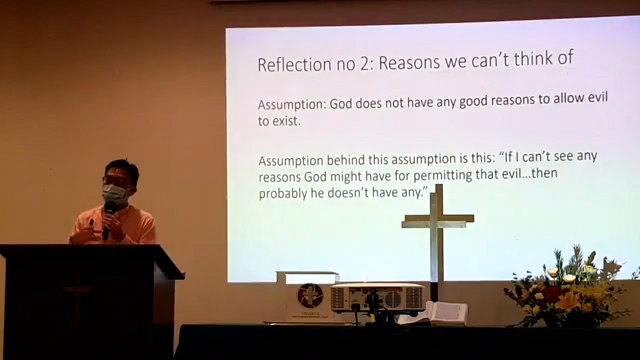 Reflection no 2: Reasons we can't think of
Assumption: God does not have any good reasons to allow evil
to exist.
Assumption behind this assumption is this: “If I can't see any
reasons God might have for permitting that evil...then
probably he doesn't have any.”